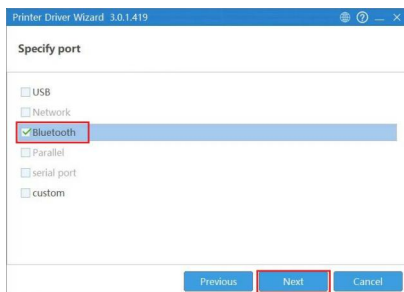 Printer Driver Wizard 3.0.1.419
Specify port
USB
Network
Bluetooth
Parallel
serial port
custom
Previous Next Cancel